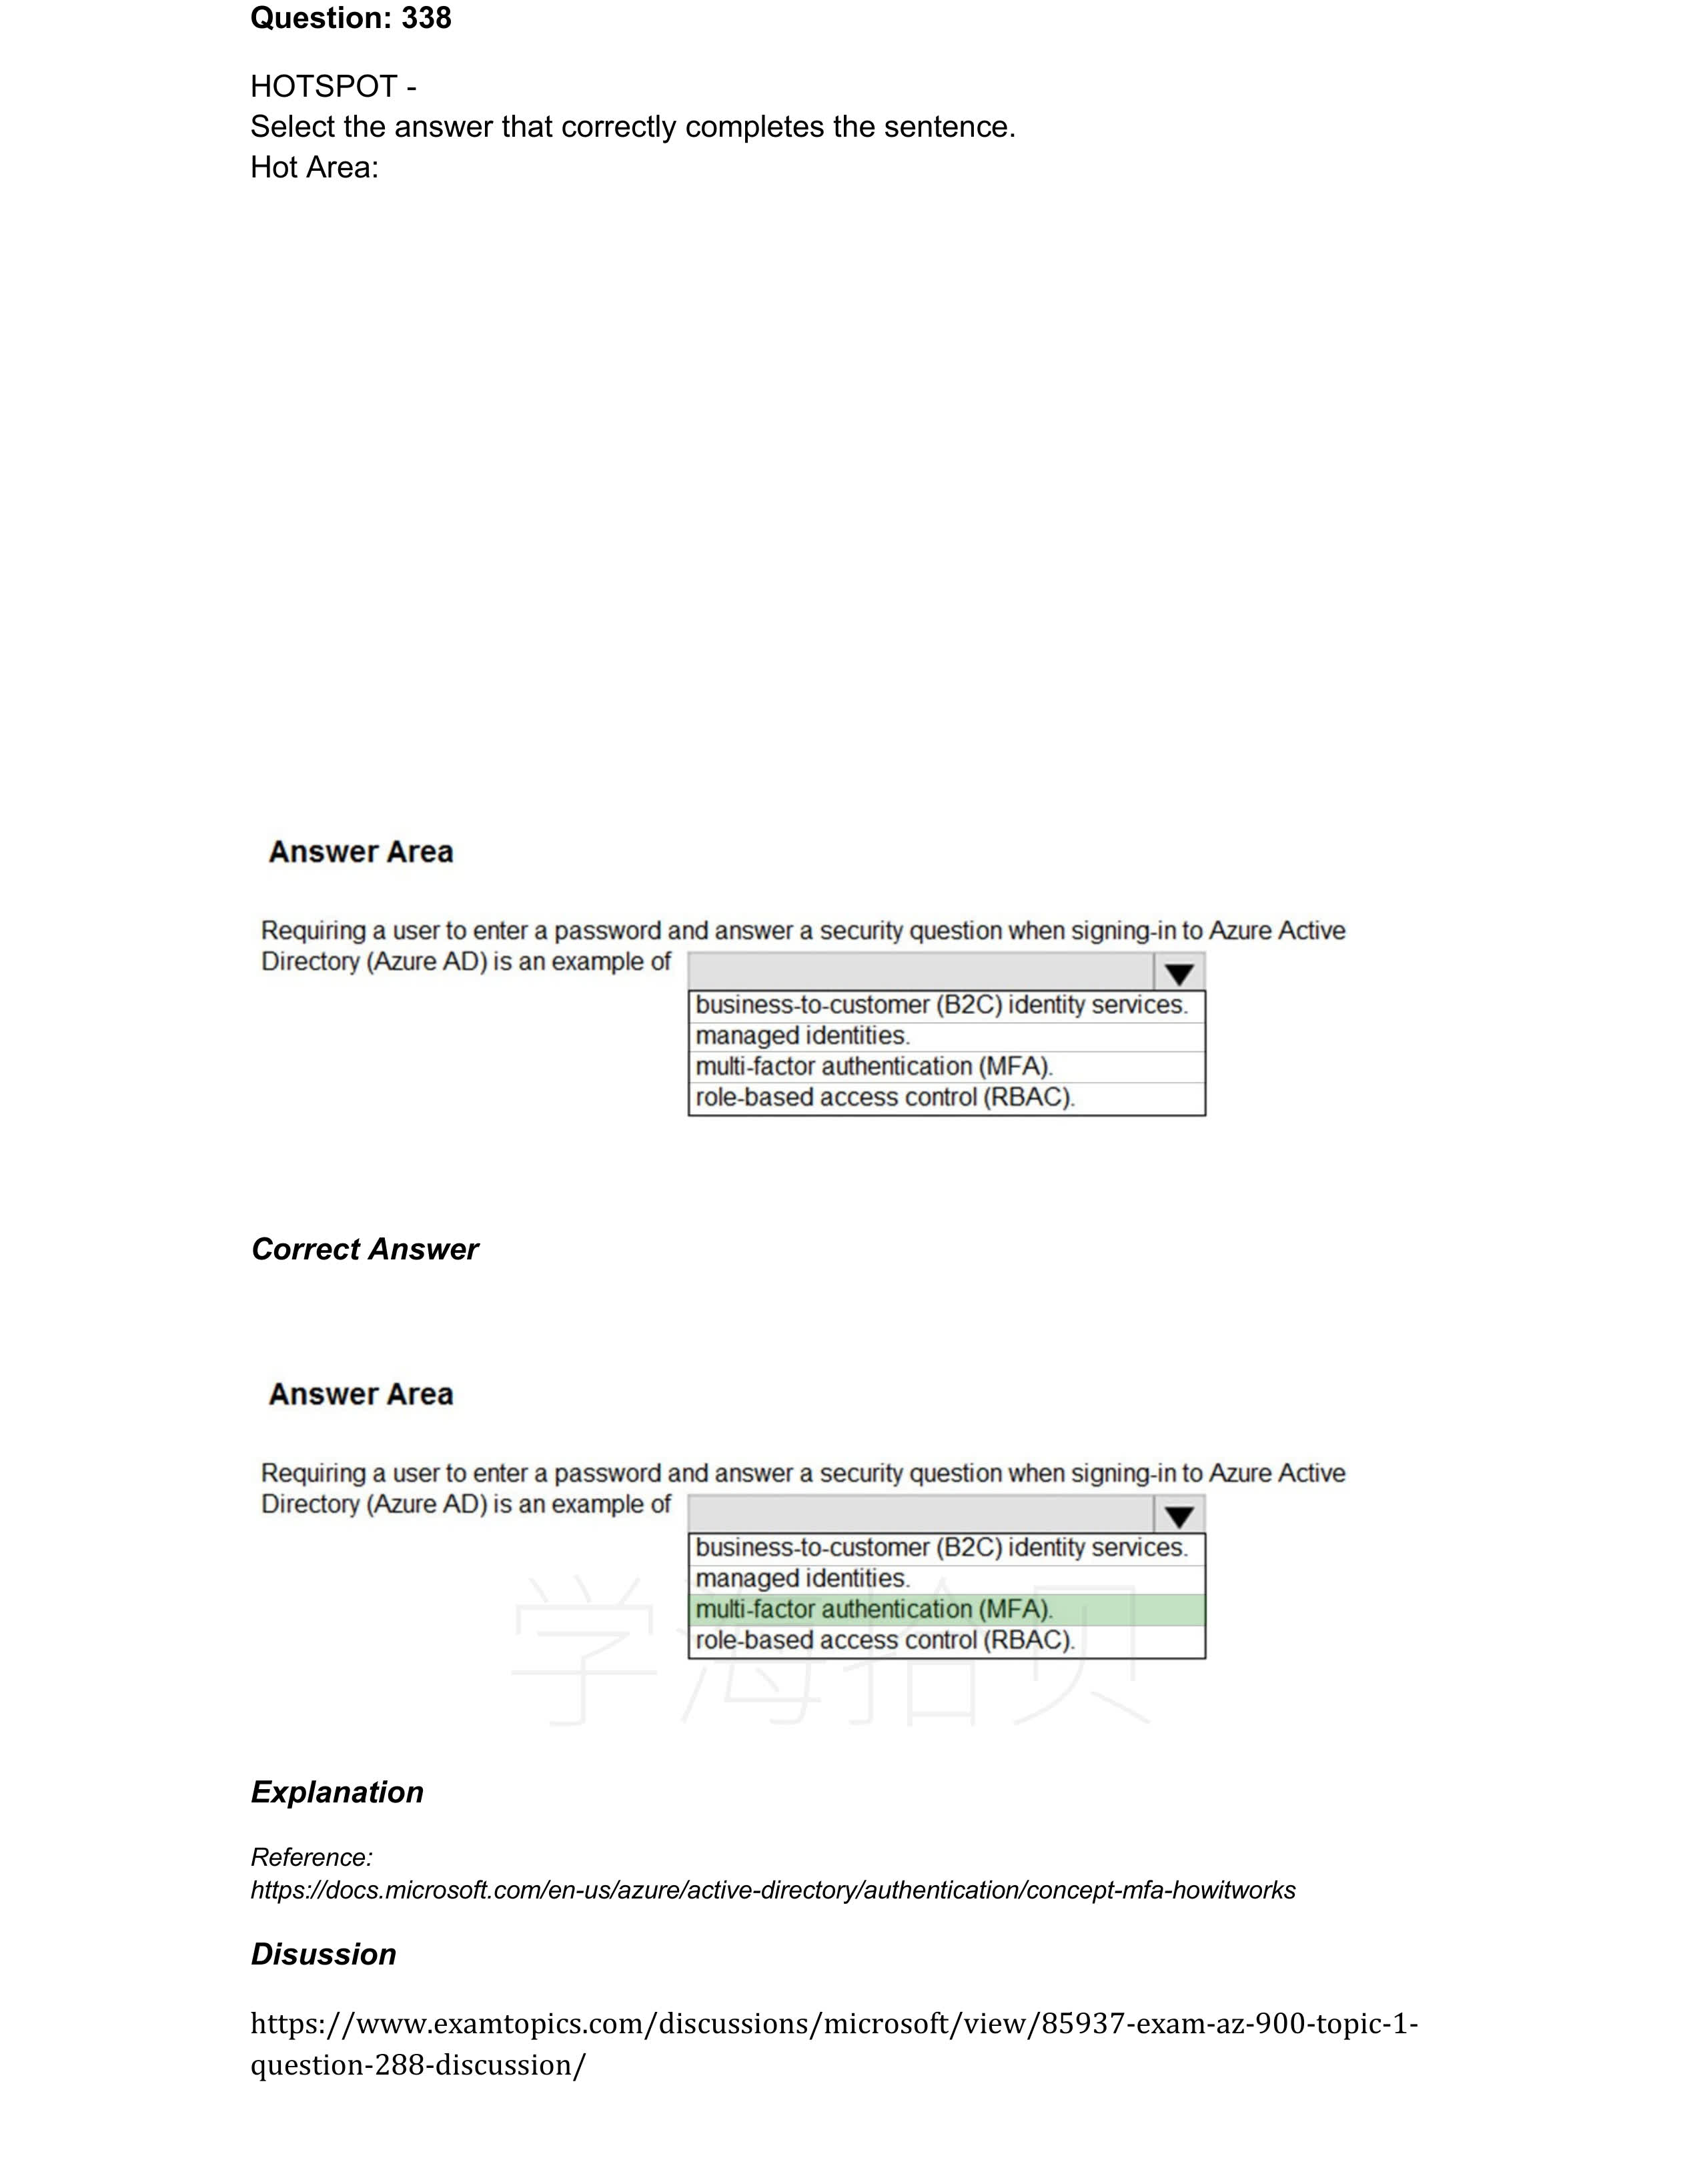 Question: 338
HOTSPOT -
Select the answer that correctly completes the sentence.
Hot Area:
Answer Area
Requiring a user to enter a password and answer a security question when signing-in to Azure Active
Directory (Azure AD) is an example of
business-to-customer (B2C) identity services.
managed identities.
multi-factor authentication (MFA).
role-based access control (RBAC).
Correct Answer
Answer Area
Requiring a user to enter a password and answer a security question when signing-in to Azure Active
Directory (Azure AD) is an example of
business-to-customer (B2C) identity services.
managed identities.
multi-factor authentication (MFA).
role-based access control (RBAC).
学海拾贝
Explanation
Reference:
https://docs.microsoft.com/en-us/azure/active-directory/authentication/concept-mfa-howitworks
Disussion
https://www.examtopics.com/discussions/microsoft/view/85937-exam-az-900-topic-1-
question-288-discussion/